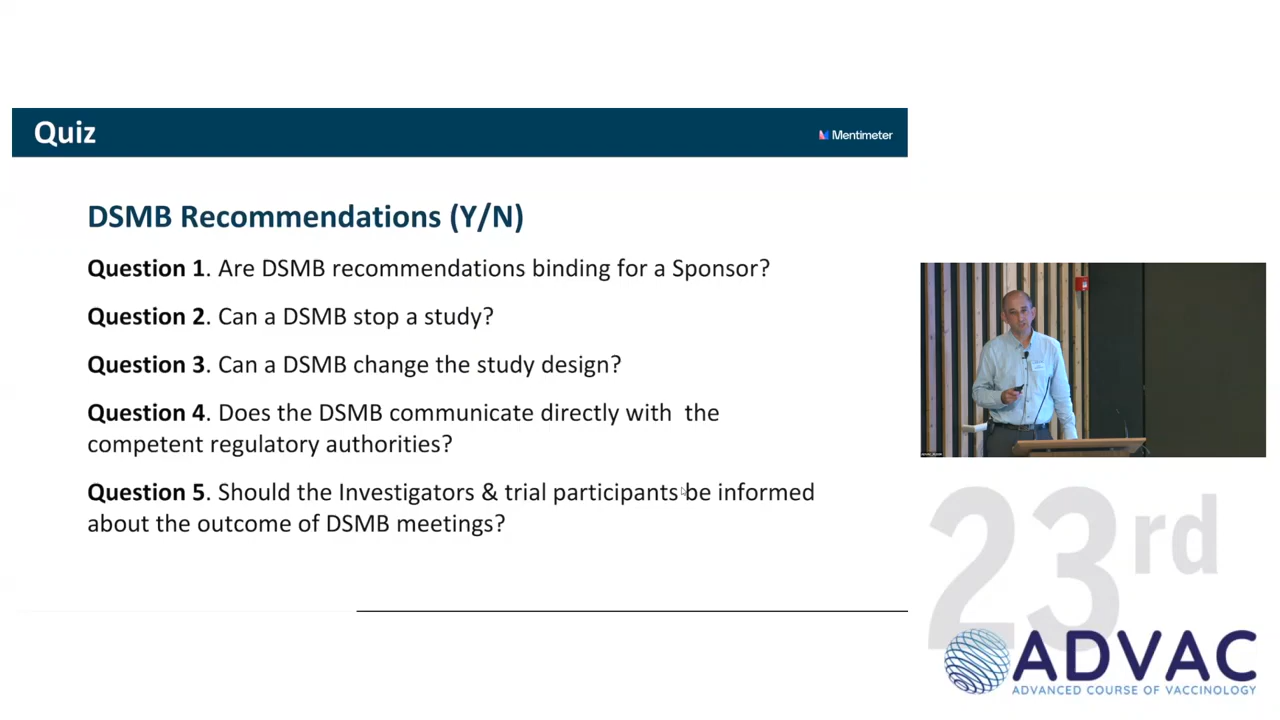 Quiz
Mentimeter
DSMB Recommendations (Y/N)
Question 1. Are DSMB recommendations binding for a Sponsor?
Question 2. Can a DSMB stop a study?
Question 3. Can a DSMB change the study design?
Question 4. Does the DSMB communicate directly with the
competent regulatory authorities?
Question 5. Should the Investigators & trial participants be informed
about the outcome of DSMB meetings?
23rd
ADVAC
ADVANCED COURSE OF VACCINOLOGY